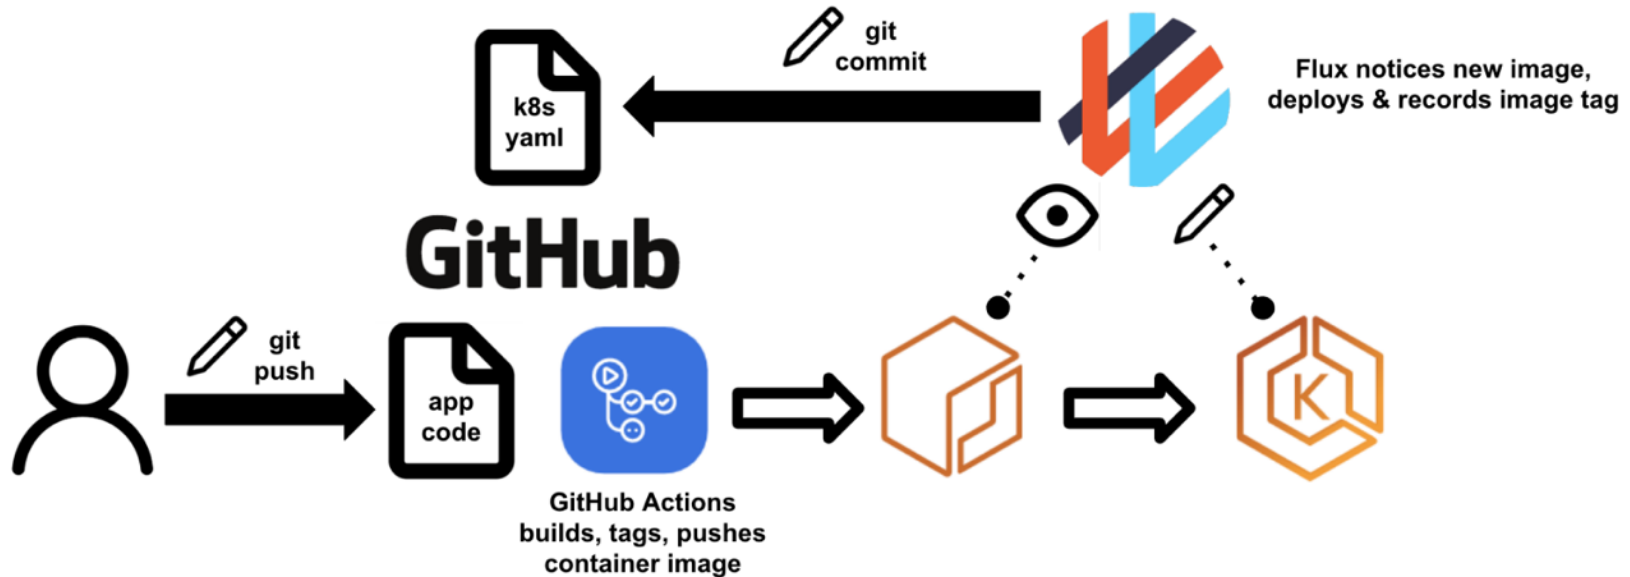 git
commit
Flux notices new image,
deploys & records image tag
k8s
yaml
GitHub
git
push
app
code
K
GitHub Actions
builds, tags, pushes
container image